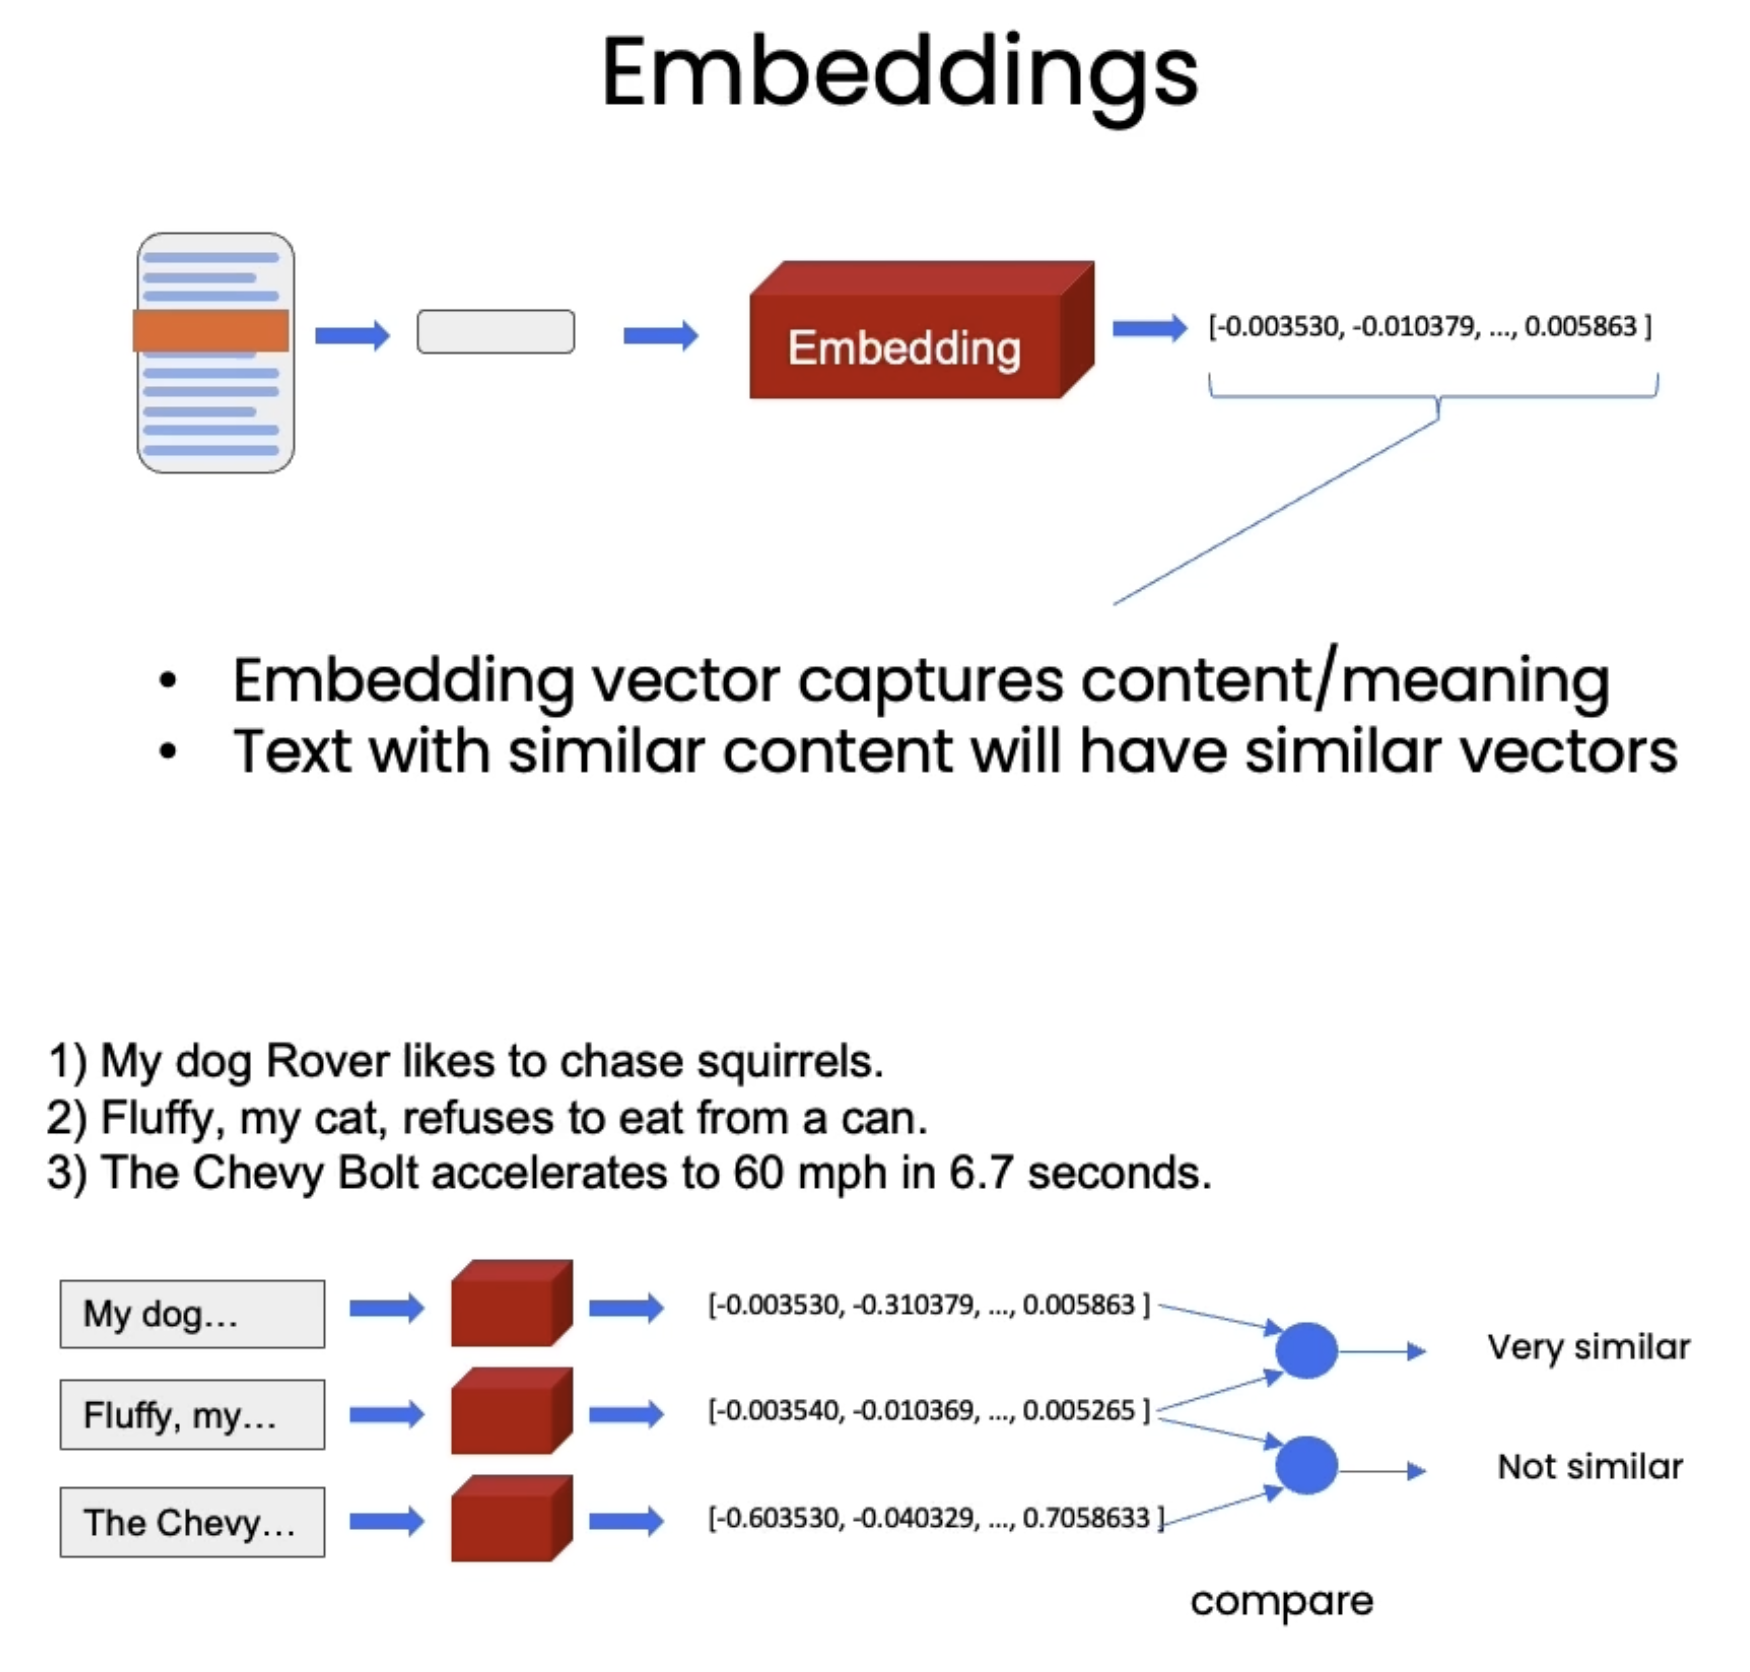 Embeddings
Embedding
[-0.003530, -0.010379, ..., 0.005863 ]
• Embedding vector captures content/meaning
• Text with similar content will have similar vectors
1) My dog Rover likes to chase squirrels.
2) Fluffy, my cat, refuses to eat from a can.
3) The Chevy Bolt accelerates to 60 mph in 6.7 seconds.
My dog...
[-0.003530, -0.310379, ..., 0.005863 ]
Very similar
Fluffy, my...
[-0.003540, -0.010369, ..., 0.005265 ]
Not similar
The Chevy...
[-0.603530, -0.040329, ..., 0.7058633 ]
compare